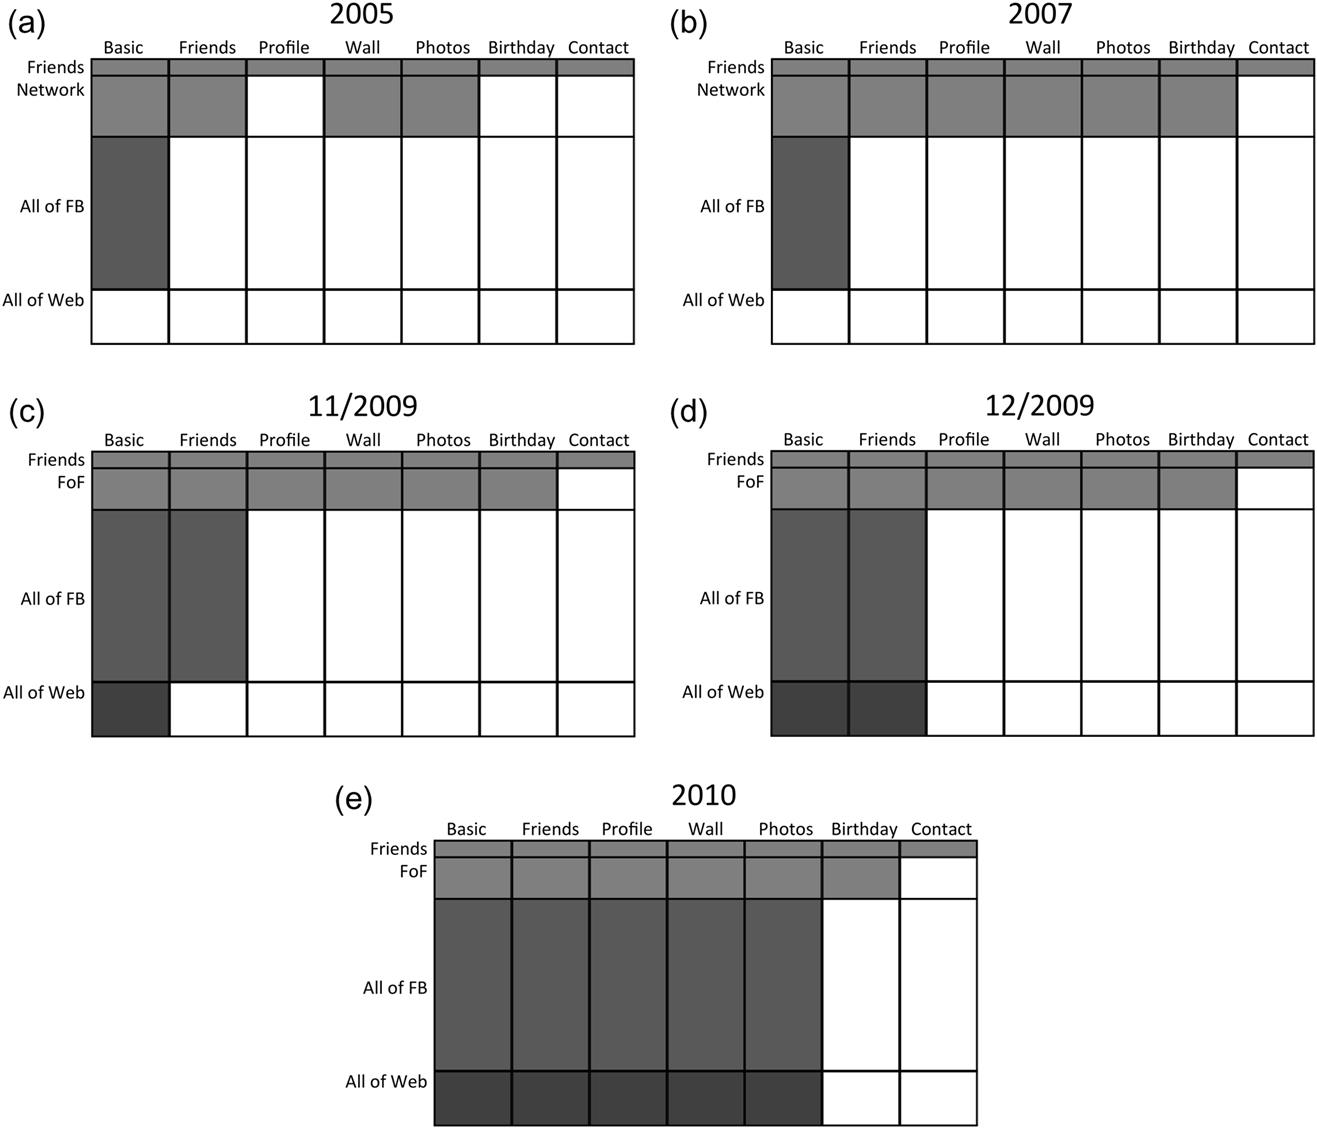 (a) 2005
Basic Friends Profile Wall Photos Birthday Contact
Friends
Network
All of FB
All of Web
(b) 2007
Basic Friends Profile Wall Photos Birthday Contact
Friends
Network
All of FB
All of Web
(c) 11/2009
Basic Friends Profile Wall Photos Birthday Contact
Friends
FoF
All of FB
All of Web
(d) 12/2009
Basic Friends Profile Wall Photos Birthday Contact
Friends
FoF
All of FB
All of Web
(e) 2010
Basic Friends Profile Wall Photos Birthday Contact
Friends
FoF
All of FB
All of Web